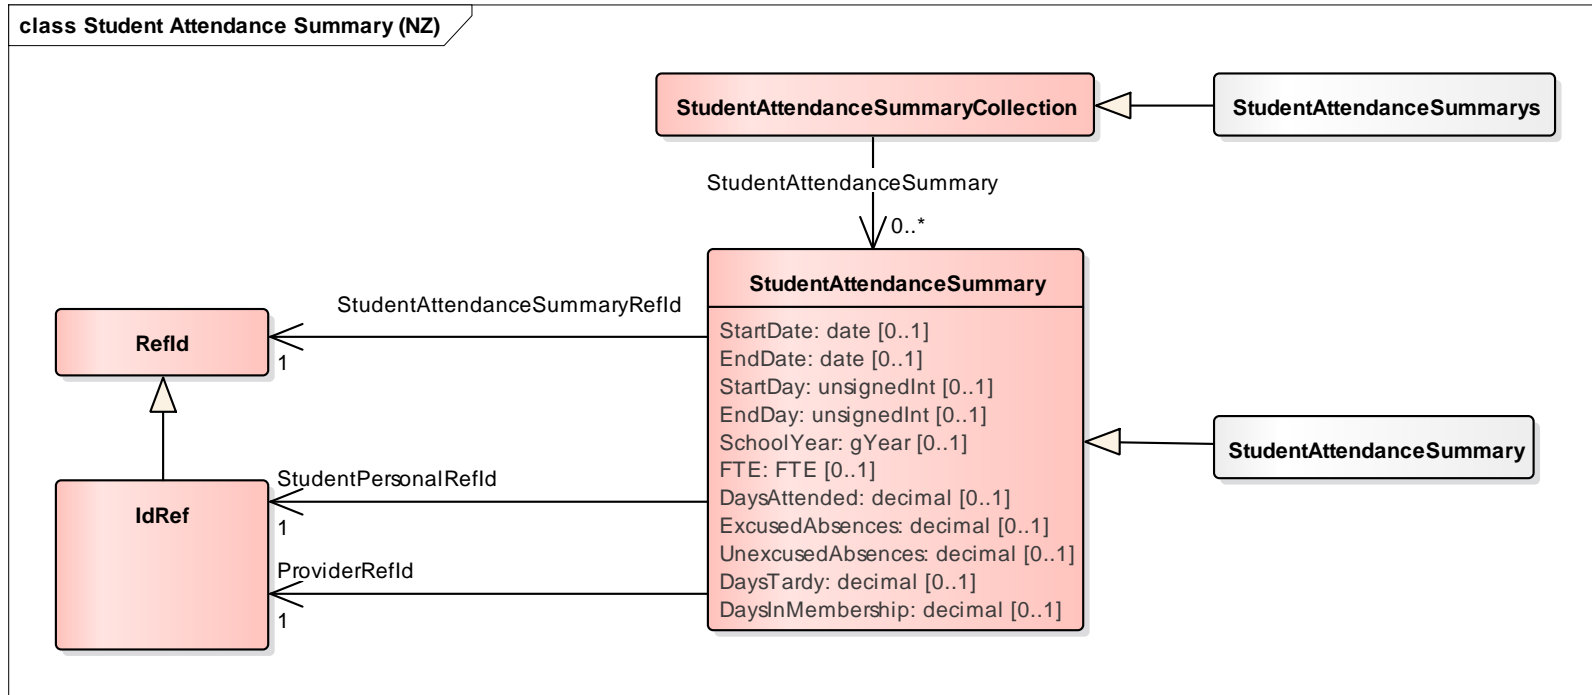 class Student Attendance Summary (NZ)
StudentAttendanceSummaryCollection
StudentAttendanceSummarys
StudentAttendanceSummary
0..*
StudentAttendanceSummary
StudentAttendanceSummaryRefId
RefId
1
StartDate: date [0..1]
EndDate: date [0..1]
StartDay: unsignedInt [0..1]
EndDay: unsignedInt [0..1]
SchoolYear: gYear [0..1]
FTE: FTE [0..1]
DaysAttended: decimal [0..1]
ExcusedAbsences: decimal [0..1]
UnexcusedAbsences: decimal [0..1]
DaysTardy: decimal [0..1]
DaysInMembership: decimal [0..1]
StudentAttendanceSummary
StudentPersonalRefId
IdRef
1
ProviderRefId
1